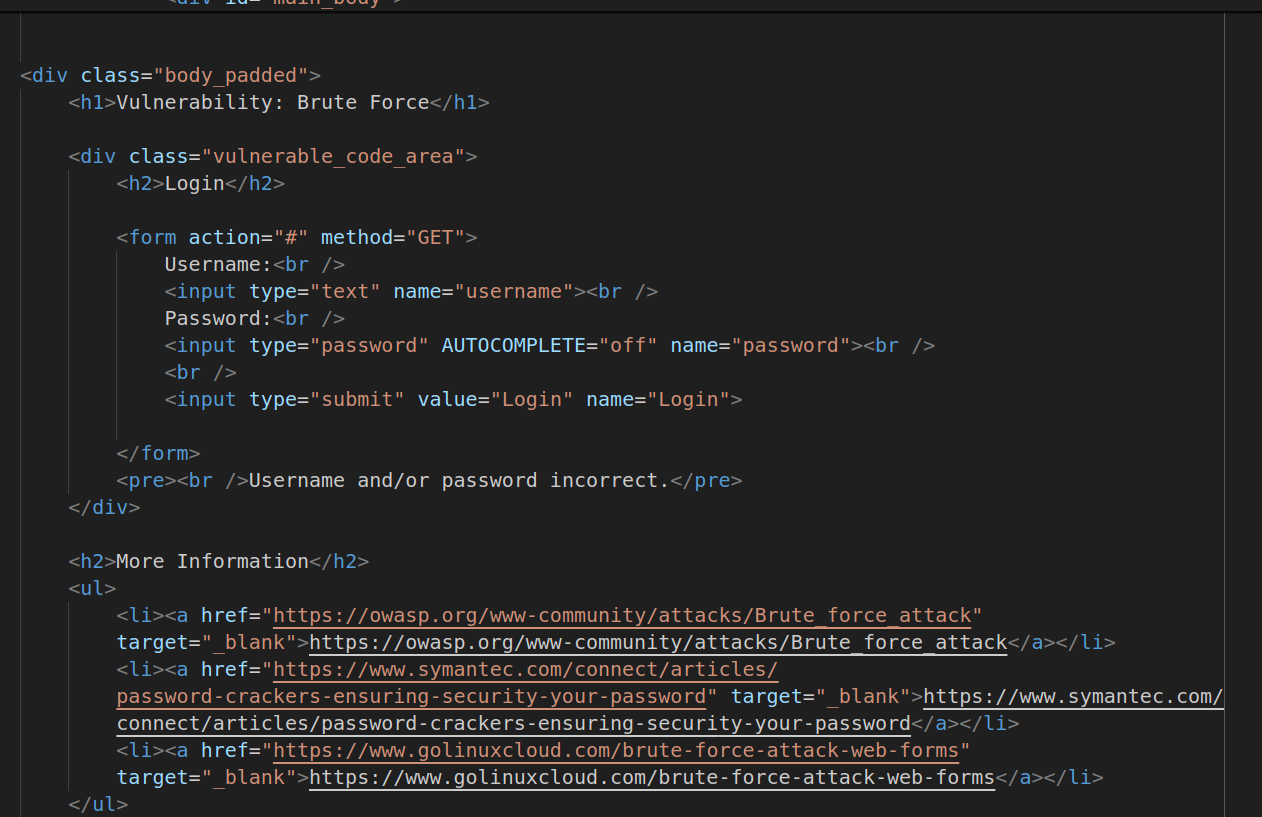 <div id="main_body">
<div class="body_padded">
<h1>Vulnerability: Brute Force</h1>
<div class="vulnerable_code_area">
<h2>Login</h2>
<form action="#" method="GET">
Username:<br />
<input type="text" name="username"><br />
Password:<br />
<input type="password" AUTOCOMPLETE="off" name="password"><br />
<br />
<input type="submit" value="Login" name="Login">
</form>
<pre><br />Username and/or password incorrect.</pre>
</div>
<h2>More Information</h2>
<ul>
<li><a href="https://owasp.org/www-community/attacks/Brute_force_attack"
target="_blank">https://owasp.org/www-community/attacks/Brute_force_attack</a></li>
<li><a href="https://www.symantec.com/connect/articles/
password-crackers-ensuring-security-your-password" target="_blank">https://www.symantec.com/
connect/articles/password-crackers-ensuring-security-your-password</a></li>
<li><a href="https://www.golinuxcloud.com/brute-force-attack-web-forms"
target="_blank">https://www.golinuxcloud.com/brute-force-attack-web-forms</a></li>
</ul>